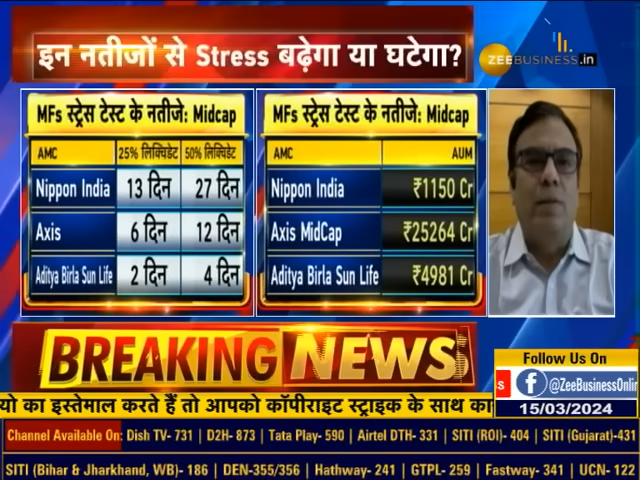 इन नतीजों से Stress बढ़ेगा या घटेगा?
ZEEBUSINESS.in
MFs स्ट्रेस टेस्ट के नतीजे: Midcap
AMC 25% लिक्विडेट 50% लिक्विडेट
Nippon India 13 दिन 27 दिन
Axis 6 दिन 12 दिन
Aditya Birla Sun Life 2 दिन 4 दिन
MFs स्ट्रेस टेस्ट के नतीजे: Midcap
AMC AUM
Nippon India ₹1150 Cr
Axis MidCap ₹25264 Cr
Aditya Birla Sun Life ₹4981 Cr
BREAKING NEWS
Follow Us On
@ZeeBusinessOnlin
15/03/2024
का इस्तेमाल करते हैं तो आपको कॉपीराइट स्ट्राइक के साथ का
Channel Available On: Dish TV- 731 | D2H- 873 | Tata Play- 590 | Airtel DTH- 331 | SITI (ROI)- 404 | SITI (Gujarat)-431
SITI (Bihar & Jharkhand, WB)- 186 | DEN-355/356 | Hathway- 241 | GTPL- 259 | Fastway- 341 | UCN- 122